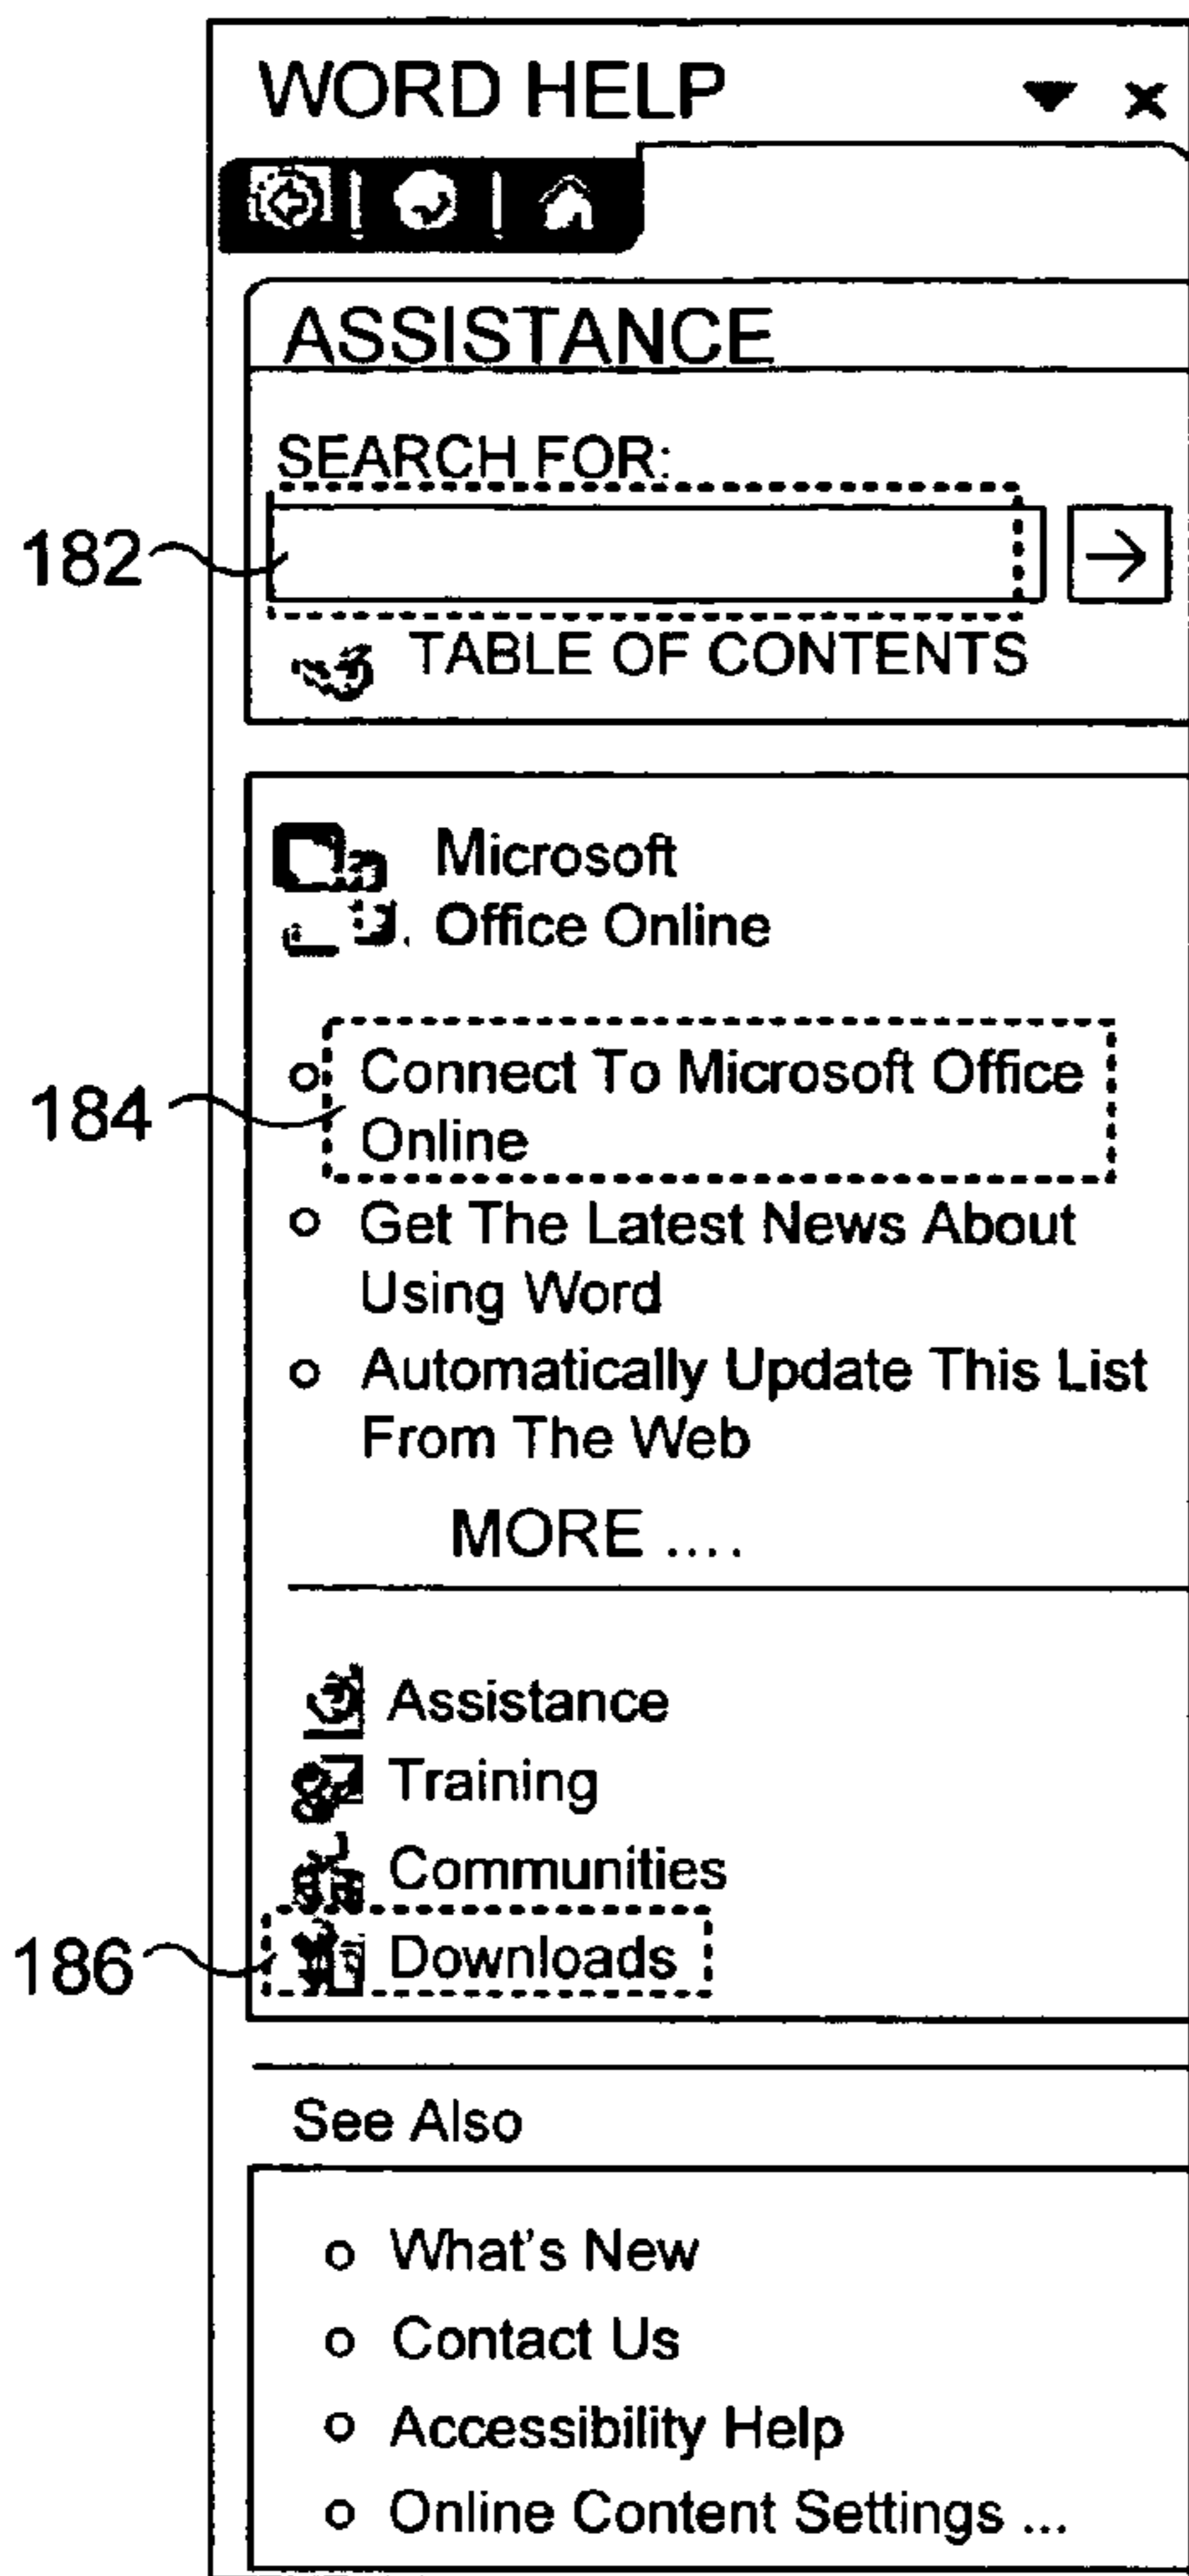 WORD HELP
ASSISTANCE
SEARCH FOR:
182
TABLE OF CONTENTS
Microsoft
Office Online
Connect To Microsoft Office
184
Online
Get The Latest News About
Using Word
Automatically Update This List
From The Web
MORE ....
Assistance
Training
Communities
186
Downloads
See Also
What's New
Contact Us
Accessibility Help
Online Content Settings ...